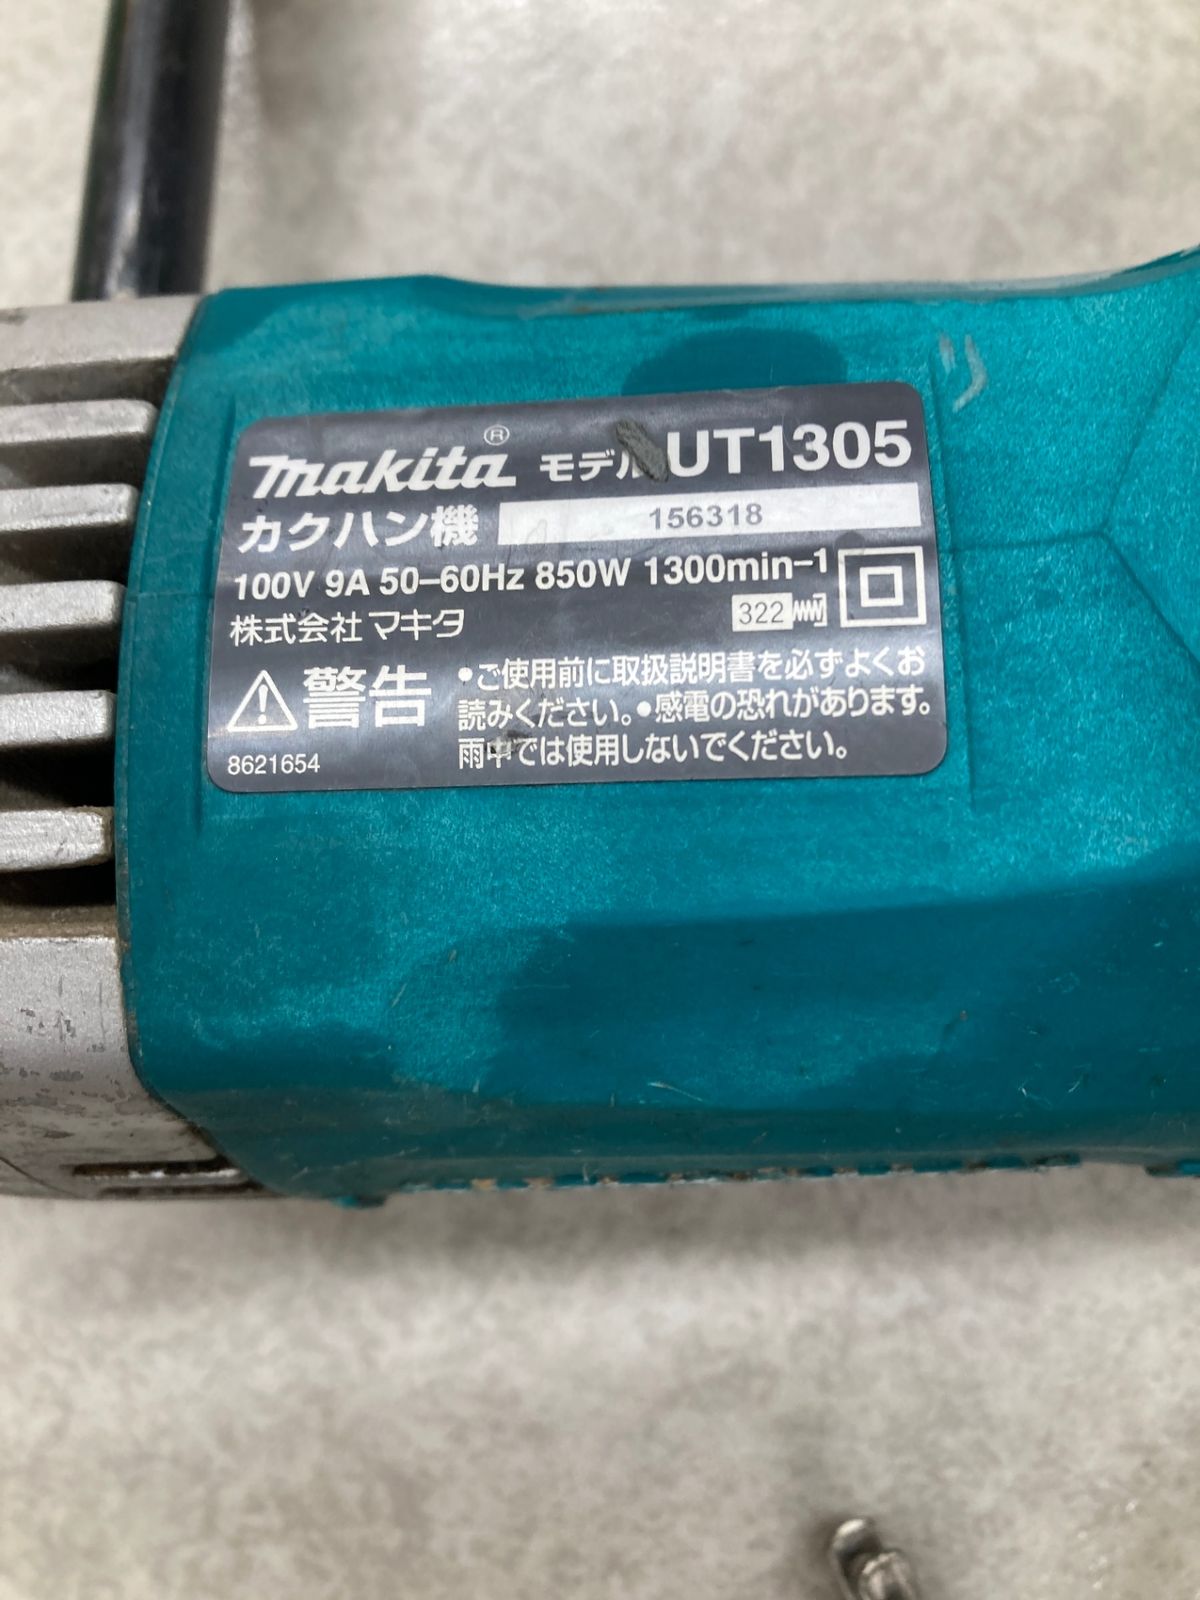 makita® モデル UT1305
カクハン機 156318
100V 9A 50–60Hz 850W 1300min–1
株式会社マキタ 322
警告 ●ご使用前に取扱説明書を必ずよくお
読みください。●感電の恐れがあります。
雨中では使用しないでください。
8621654